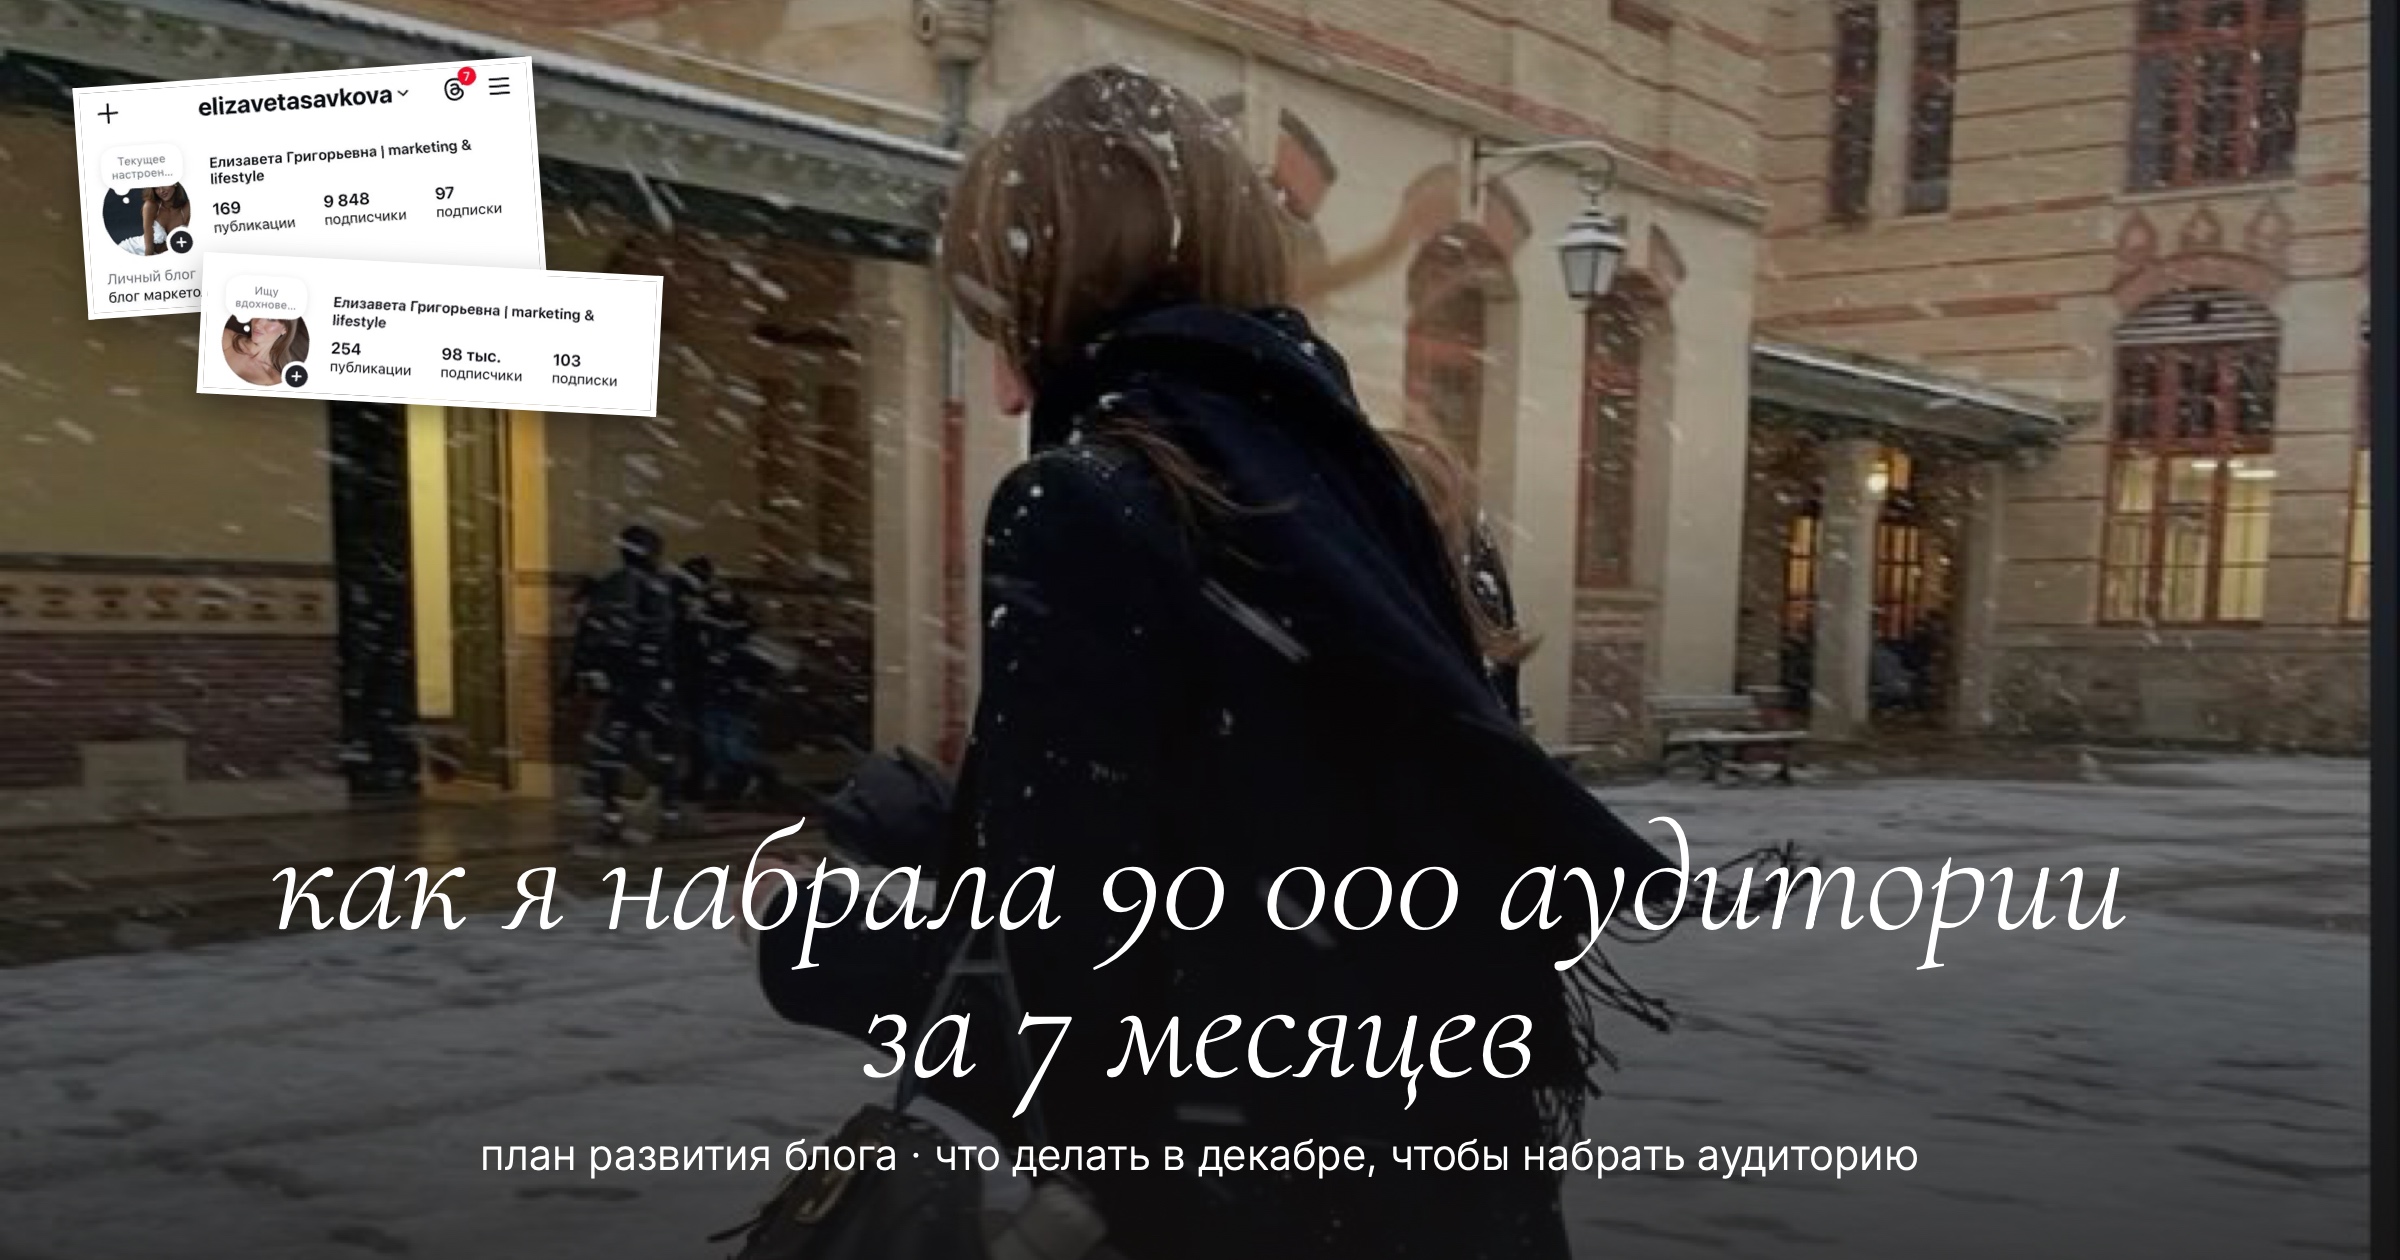 elizavetasavkova
7
Текущее
настроен...
Елизавета Григорьевна | marketing &
lifestyle
169
публикации
9 848
подписчики
97
подписки
Личный блог
блог маркето
Ищу
вдохнове...
Елизавета Григорьевна | marketing &
lifestyle
254
публикации
98 тыс.
подписчики
103
подписки
как я набрала 90 000 аудитории
за 7 месяцев
план развития блога · что делать в декабре, чтобы набрать аудиторию